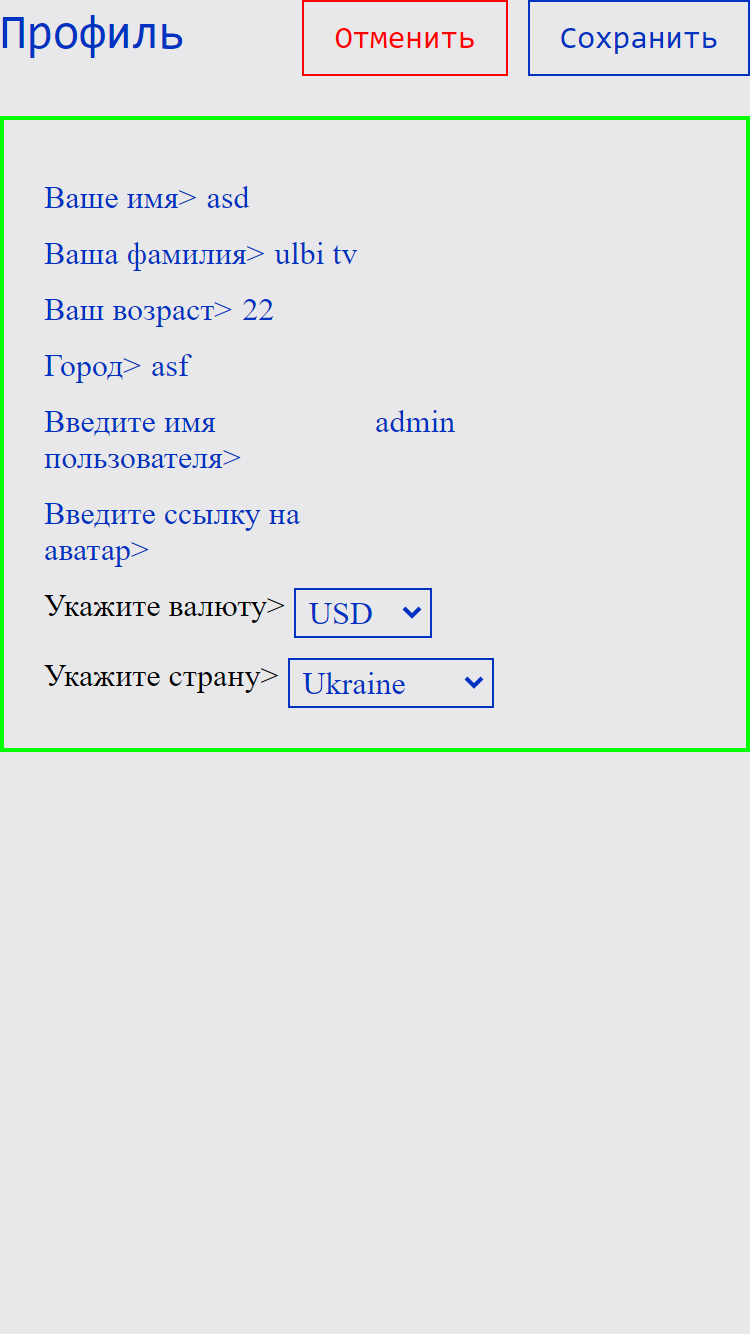 Профиль
Отменить
Сохранить
Ваше имя> asd
Ваша фамилия> ulbi tv
Ваш возраст> 22
Город> asf
Введите имя admin
пользователя>
Введите ссылку на
аватар>
Укажите валюту> USD
Укажите страну> Ukraine